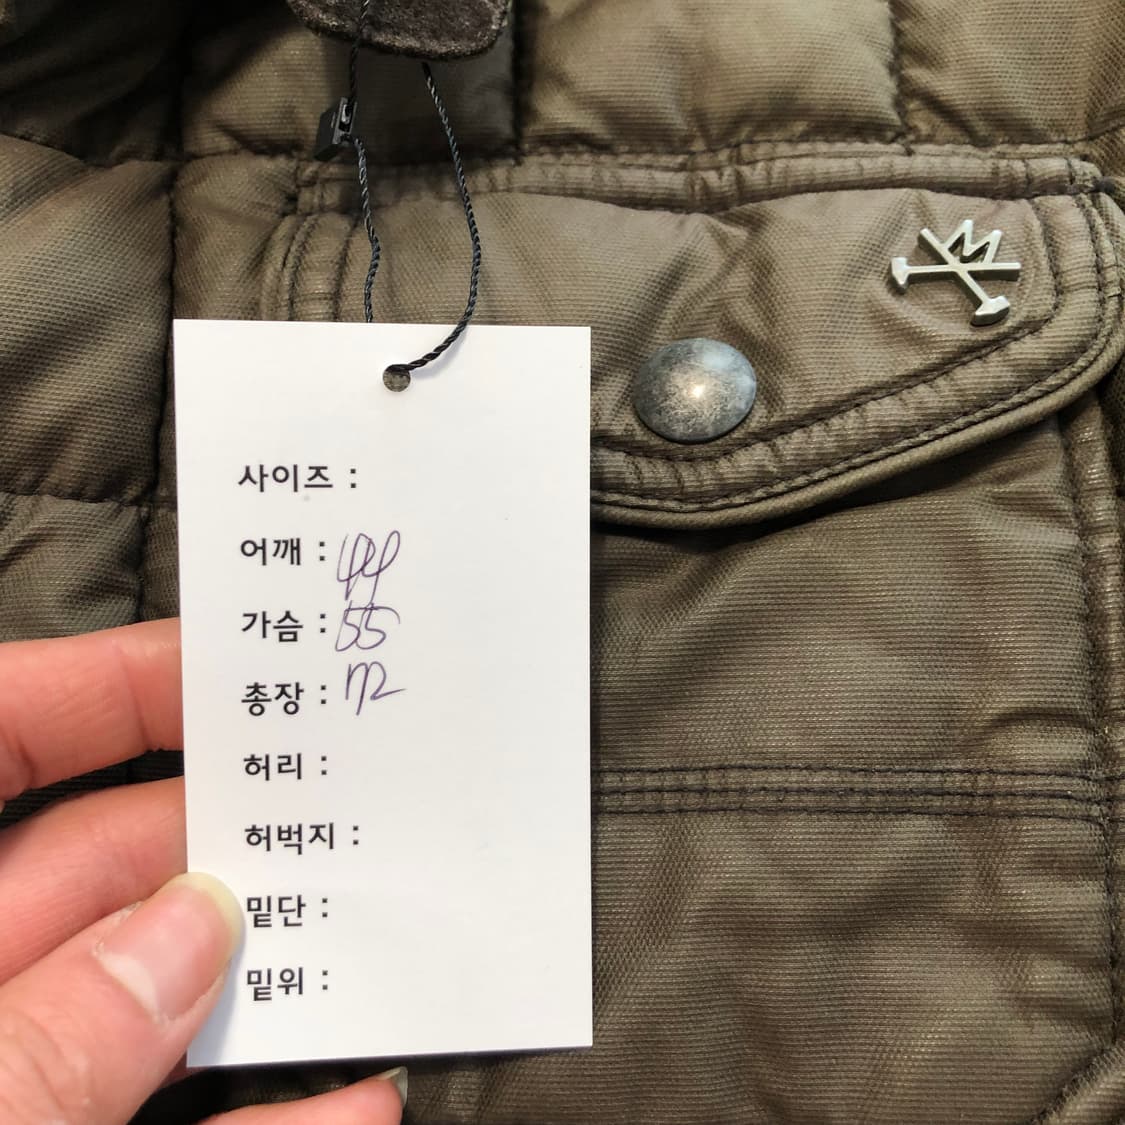 사이즈 :
어깨 : 44
가슴 : 55
총장 : 72
허리 :
허벅지 :
밑단 :
밑위 :